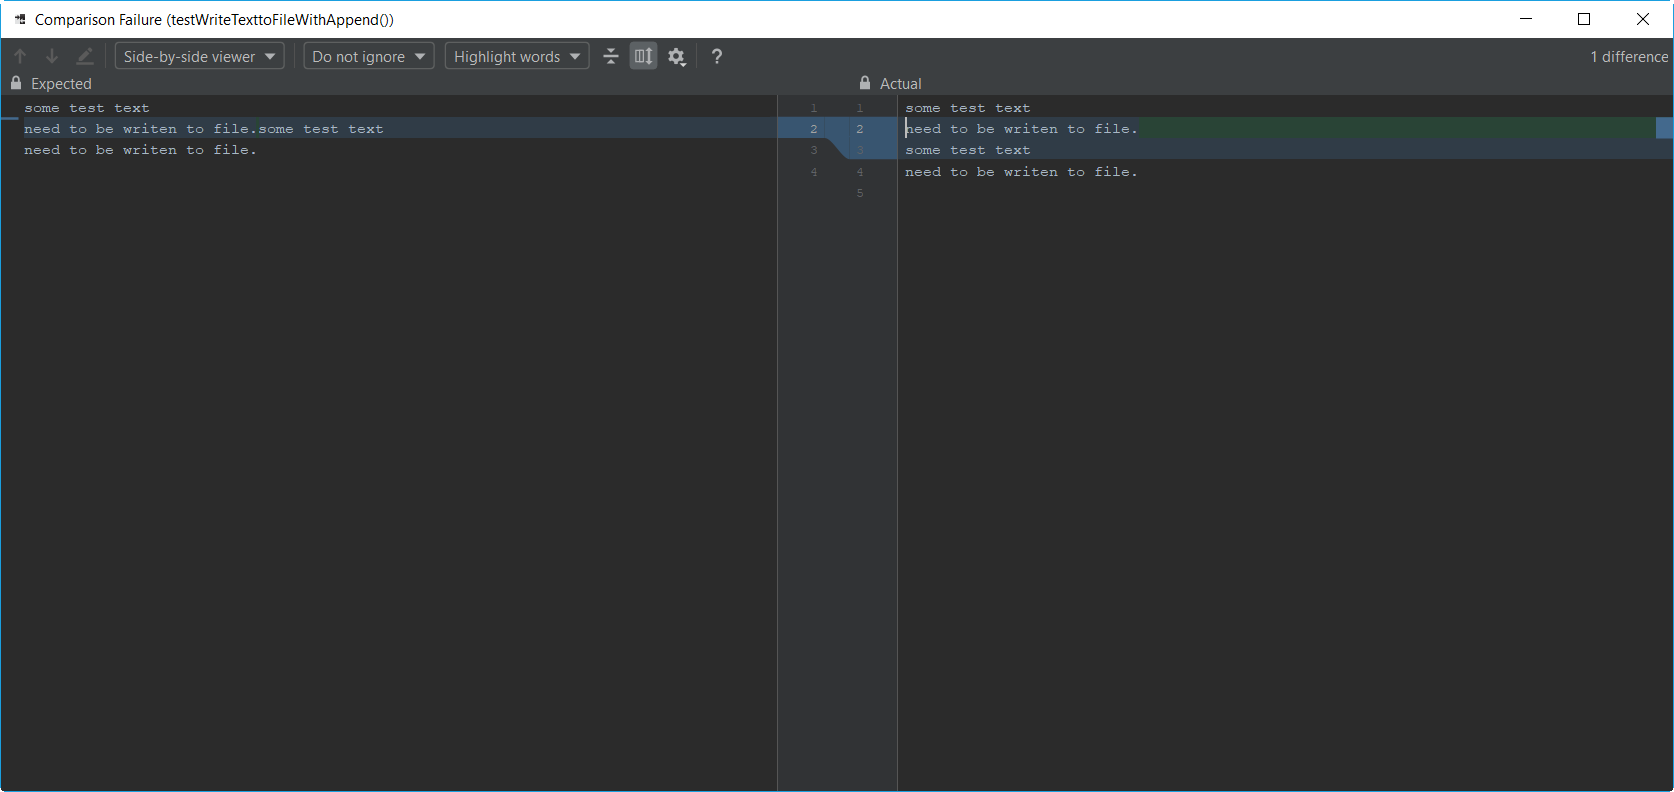 Comparison Failure (testWriteTexttoFileWithAppend())
Side-by-side viewer Do not ignore Highlight words ? 1 difference
Expected
some test text
need to be writen to file.some test text
need to be writen to file.
1 1
2 2
3 3
4 4
5
Actual
some test text
need to be writen to file.
some test text
need to be writen to file.